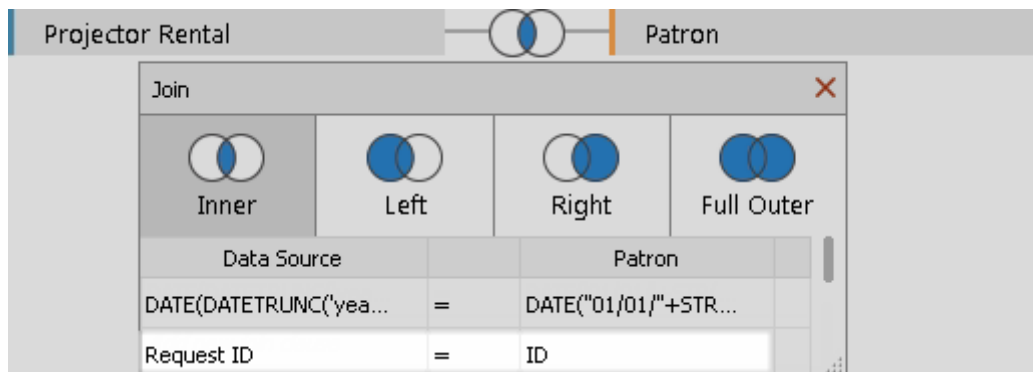 Projector Rental Patron
Join
Inner Left Right Full Outer
Data Source Patron
DATE(DATETRUNC('yea... = DATE("01/01/"+STR...
Request ID = ID